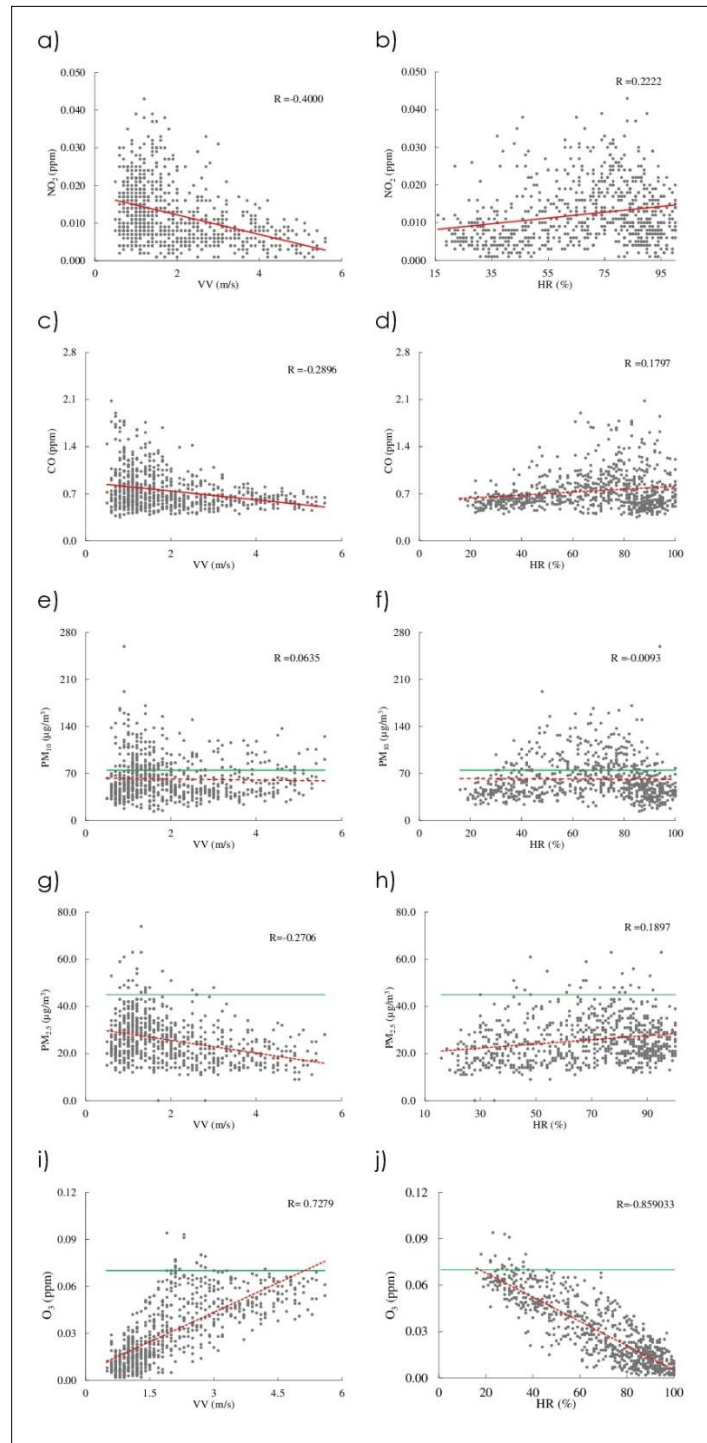 a)
R =-0.4000
NO2 (ppm)
0.050
0.040
0.030
0.020
0.010
0.000
0 2 4 6
VV (m/s)
b)
R =0.2222
NO2 (ppm)
0.050
0.040
0.030
0.020
0.010
0.000
15 35 55 75 95
HR (%)
c)
R =-0.2896
CO (ppm)
2.8
2.1
1.4
0.7
0.0
0 2 4 6
VV (m/s)
d)
R =0.1797
CO (ppm)
2.8
2.1
1.4
0.7
0.0
0 20 40 60 80 100
HR (%)
e)
R =0.0635
PM10 (µg/m³)
280
210
140
70
0
0 2 4 6
VV (m/s)
f)
R =-0.0093
PM10 (µg/m³)
280
210
140
70
0
0 20 40 60 80 100
HR (%)
g)
R=-0.2706
PM2.5 (µg/m³)
80.0
60.0
40.0
20.0
0.0
0 2 4 6
VV (m/s)
h)
R =0.1897
PM2.5 (µg/m³)
80.0
60.0
40.0
20.0
0.0
10 30 50 70 90
HR (%)
i)
R= 0.7279
O3 (ppm)
0.12
0.09
0.06
0.03
0.00
0 1.5 3 4.5 6
VV (m/s)
j)
R=-0.859033
O3 (ppm)
0.12
0.09
0.06
0.03
0.00
0 20 40 60 80 100
HR (%)